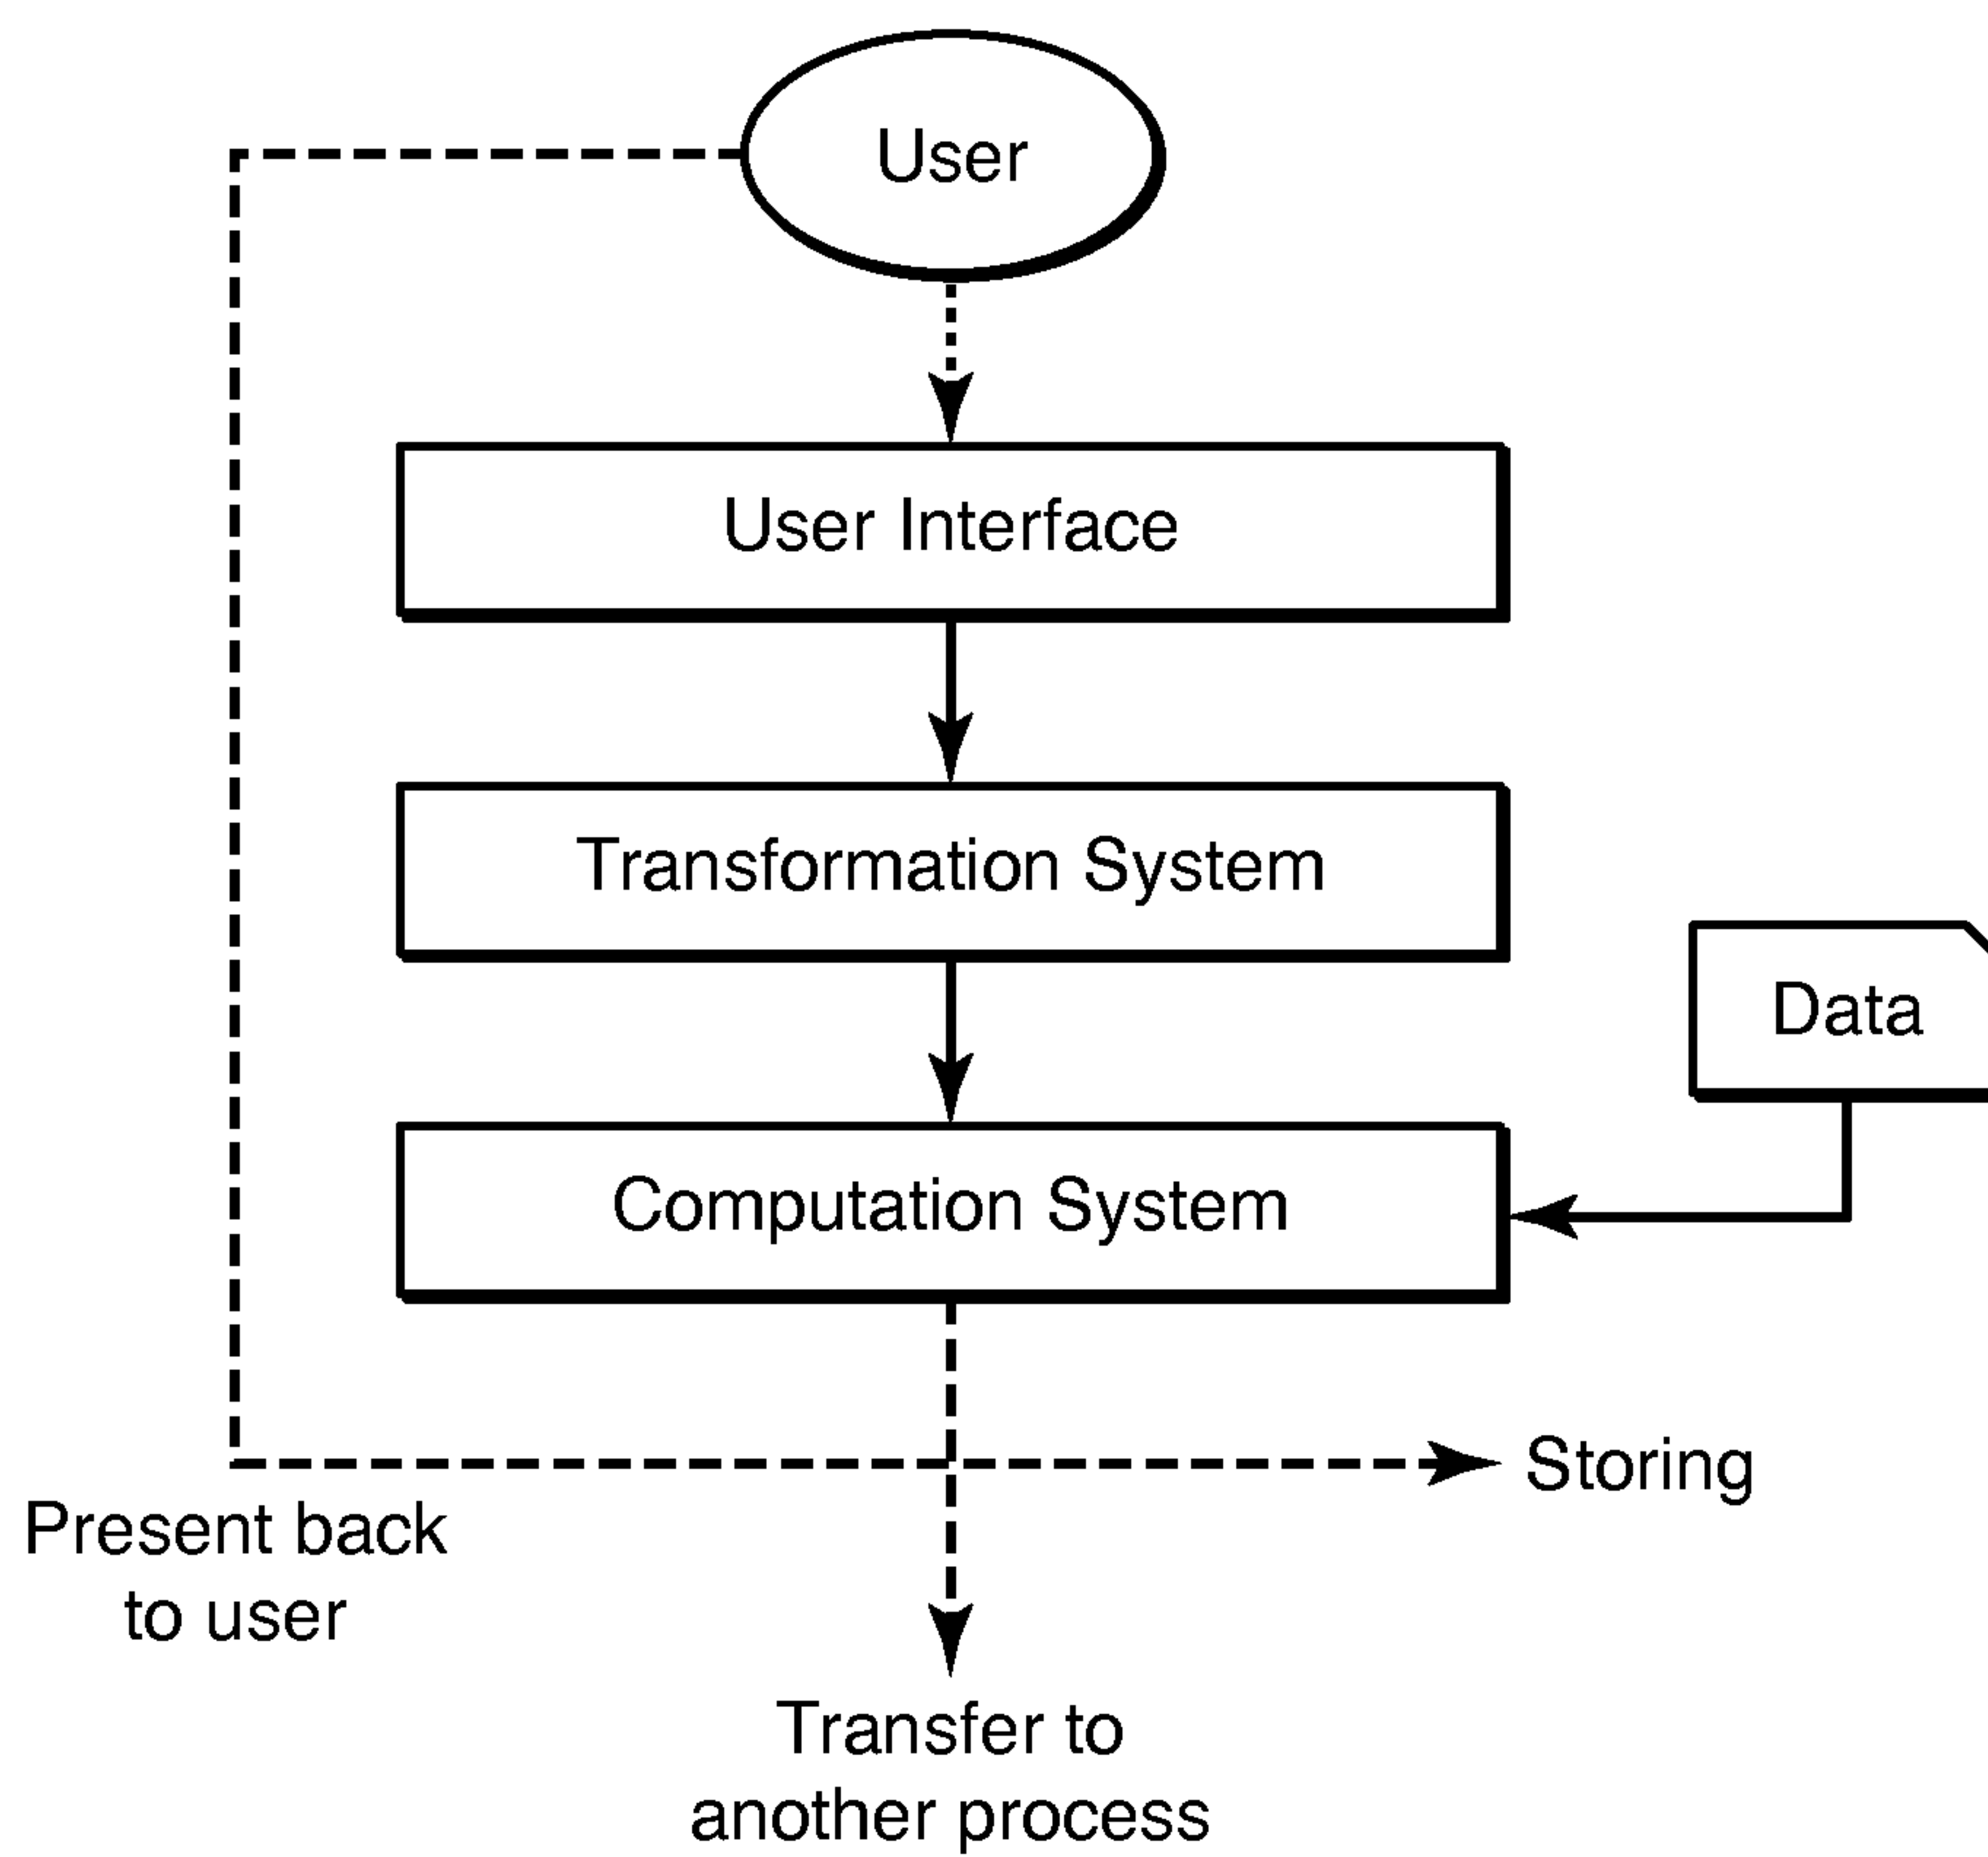 User
User Interface
Transformation System
Data
Computation System
Storing
Present back
to user
Transfer to
another process